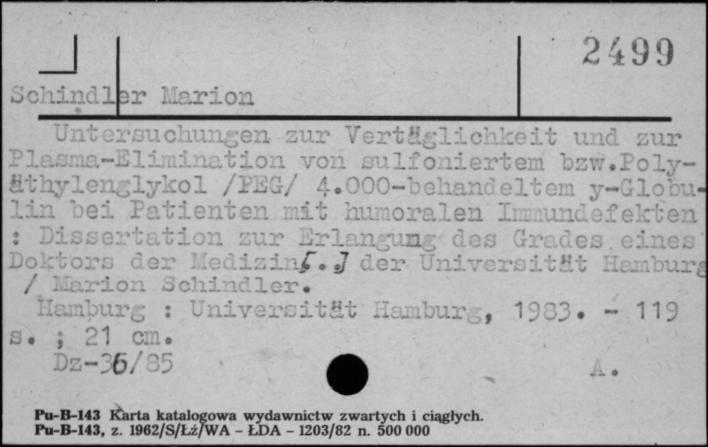 2499
Schindler Marion
Untersuchungen zur Verträglichkeit und zur
Plasma-Elimination von sulfoniertem bzw.Poly-
äthylenglykol /PEG/ 4.000-behandeltem y-Globu-
lin bei Patienten mit humoralen Immundefekten
: Dissertation zur Erlangung des Grades eines
Doktors der Medizin[.] der Universität Hamburg
/ Marion Schindler.
Hamburg : Universität Hamburg, 1983. - 119
s. ; 21 cm.
Dz-36/85 A.
Pu-B-143 Karta katalogowa wydawnictw zwartych i ciągłych.
Pu-B-143, z. 1962/S/Łż/WA - ŁDA - 1203/82 n. 500 000